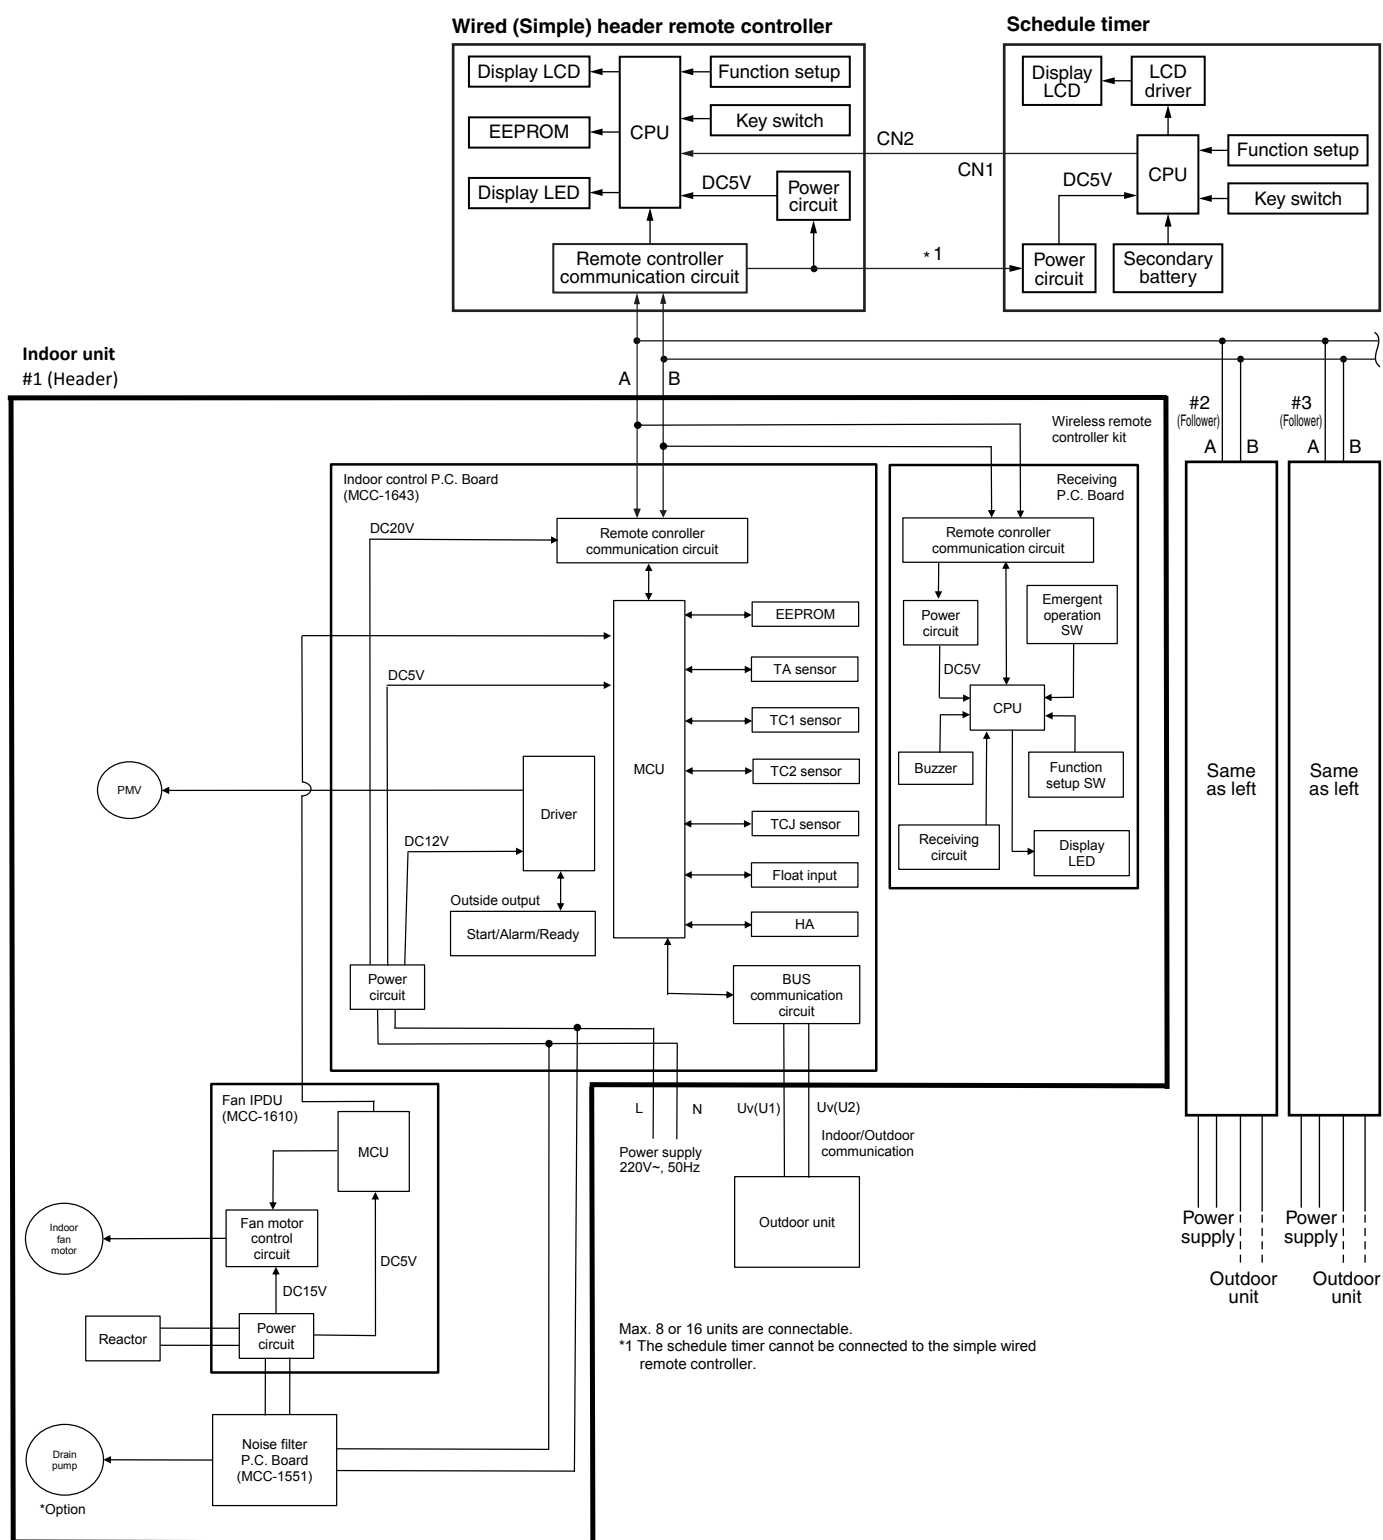 Wired (Simple) header remote controller
Schedule timer
Display LCD
Function setup
EEPROM
CPU
Key switch
Display LED
DC5V
Power
circuit
Remote controller
communication circuit
CN2
CN1
*1
Display
LCD
LCD
driver
Function setup
DC5V
CPU
Key switch
Power
circuit
Secondary
battery
Indoor unit
#1 (Header)
A
B
#2
(Follower)
A
B
#3
(Follower)
A
B
Wireless remote
controller kit
Indoor control P.C. Board
(MCC-1643)
DC20V
Remote conroller
communication circuit
EEPROM
TA sensor
DC5V
TC1 sensor
MCU
TC2 sensor
PMV
Driver
TCJ sensor
DC12V
Float input
Outside output
Start/Alarm/Ready
HA
Power
circuit
BUS
communication
circuit
Receiving
P.C. Board
Remote conroller
communication circuit
Power
circuit
Emergent
operation
SW
DC5V
CPU
Buzzer
Function
setup SW
Receiving
circuit
Display
LED
Same
as left
Same
as left
Fan IPDU
(MCC-1610)
MCU
Indoor
fan
motor
Fan motor
control
circuit
DC5V
DC15V
Reactor
Power
circuit
Drain
pump
*Option
Noise filter
P.C. Board
(MCC-1551)
L
N
Power supply
220V~, 50Hz
Uv(U1)
Uv(U2)
Indoor/Outdoor
communication
Outdoor unit
Power
supply
Outdoor
unit
Power
supply
Outdoor
unit
Max. 8 or 16 units are connectable.
*1 The schedule timer cannot be connected to the simple wired
remote controller.